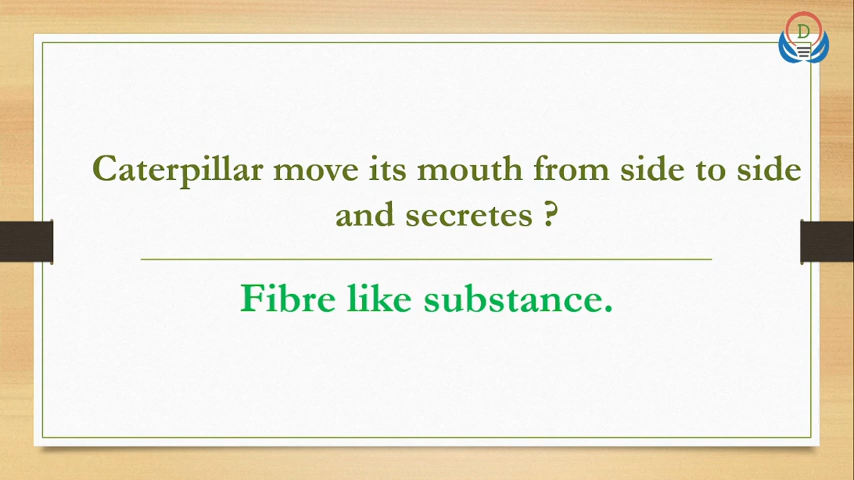 D
Caterpillar move its mouth from side to side
and secretes ?
Fibre like substance.